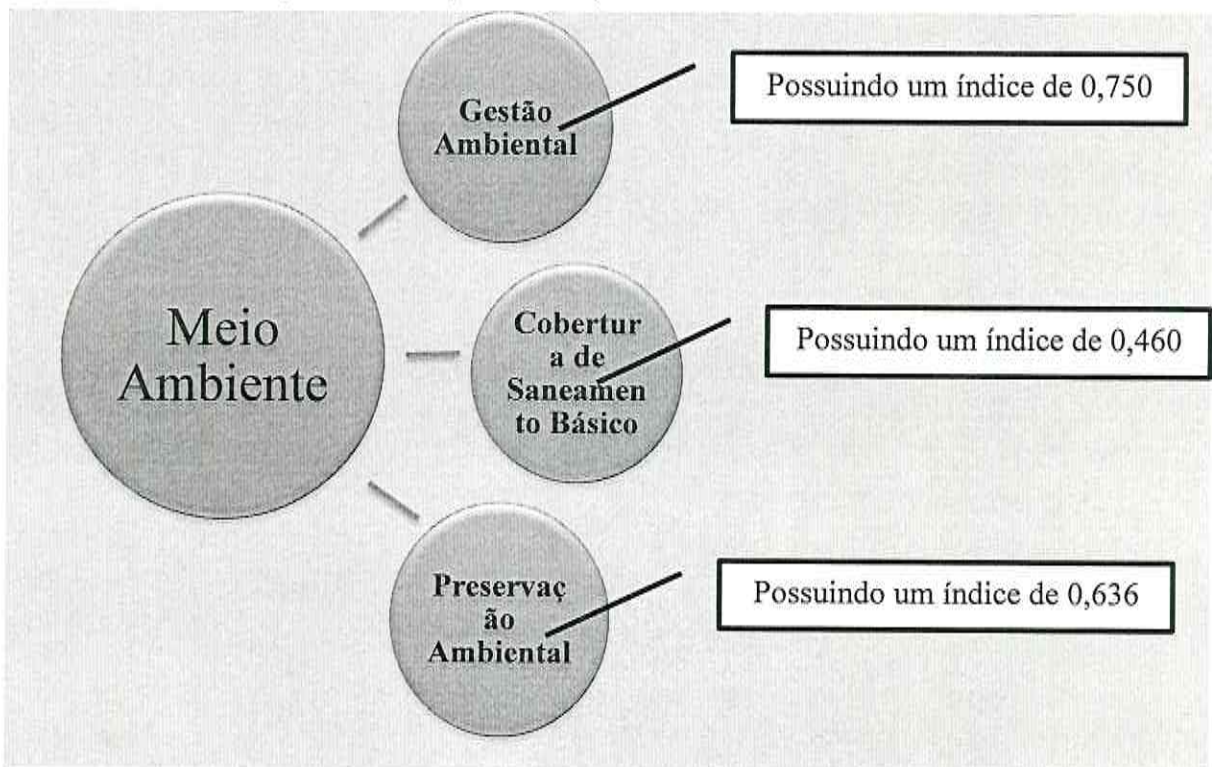 Gestão
Ambiental
Possuindo um índice de 0,750
Meio
Ambiente
Cobertur
a de
Saneamen
to Básico
Possuindo um índice de 0,460
Preservaç
ão
Ambiental
Possuindo um índice de 0,636